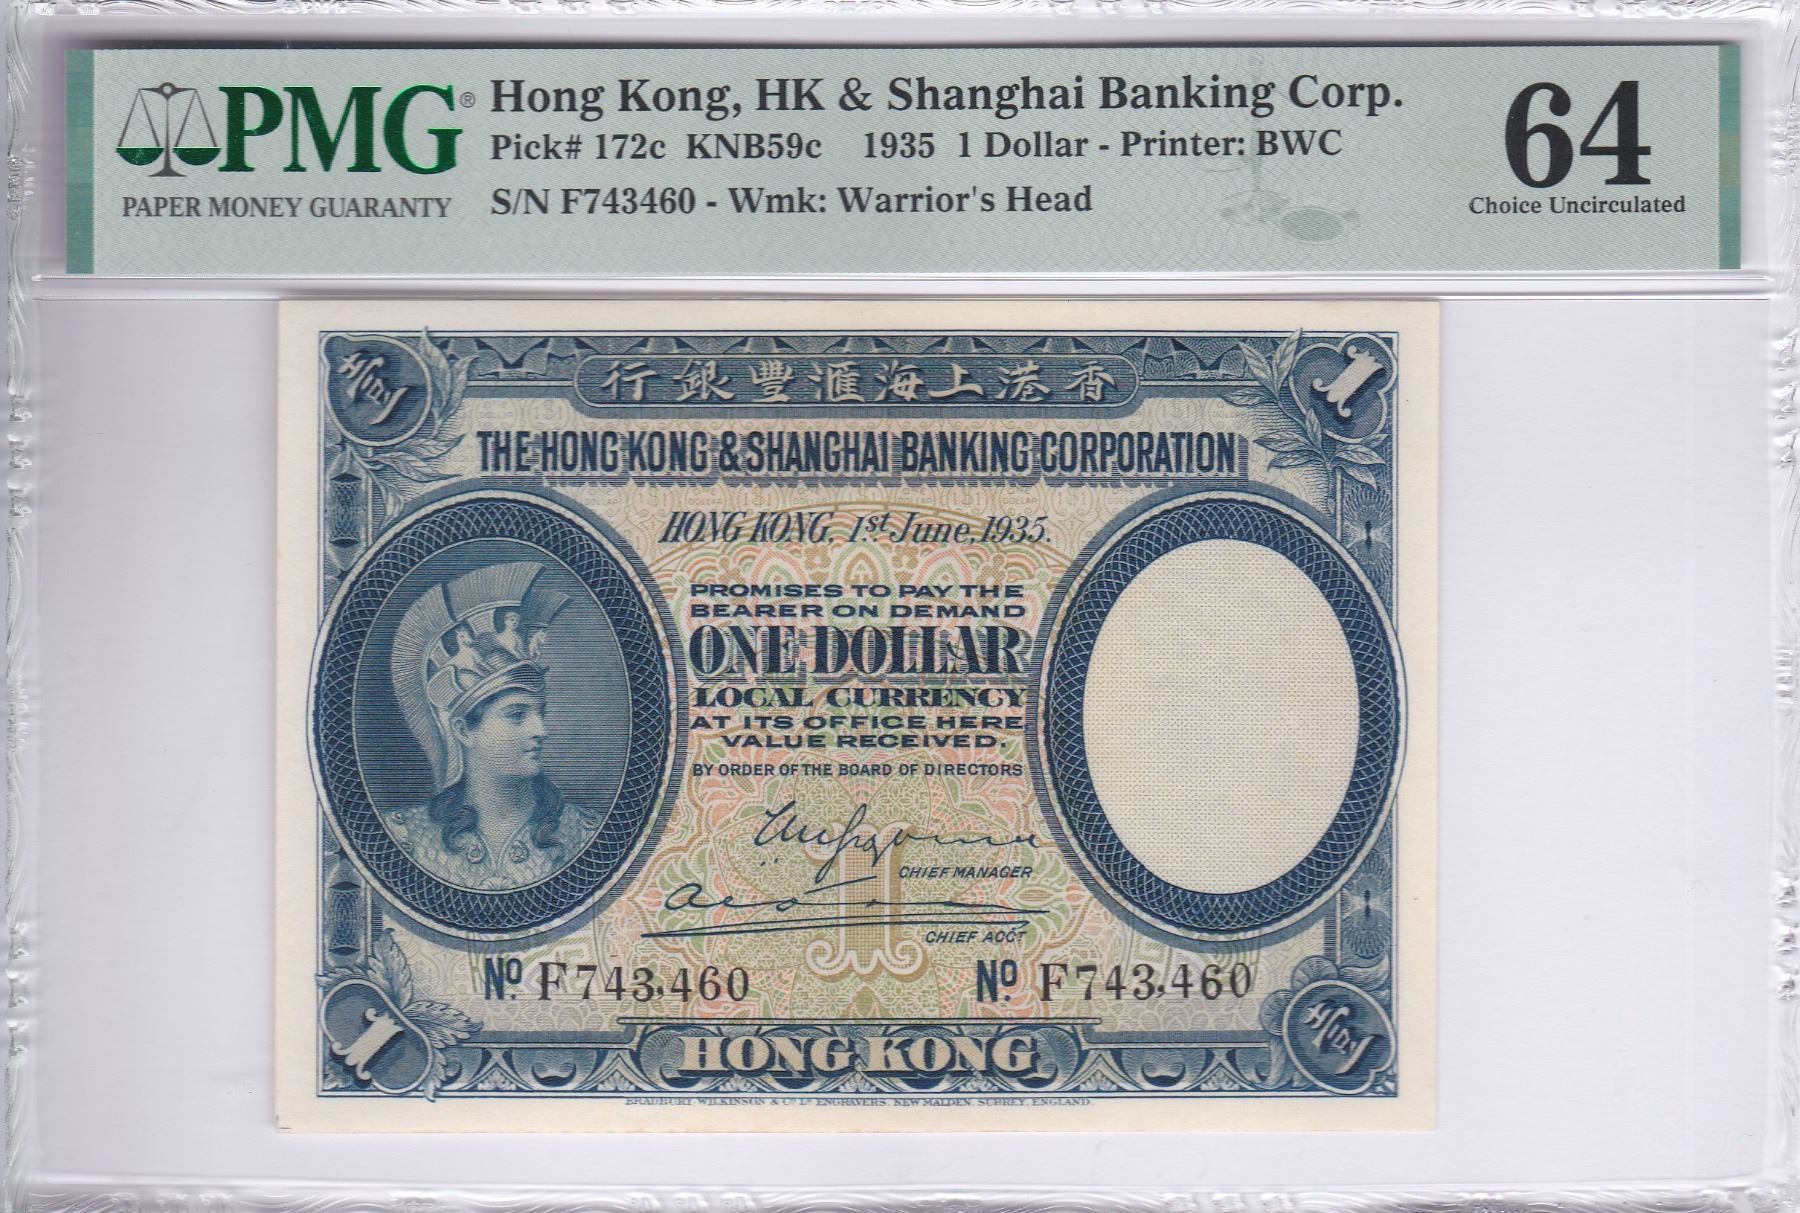 PMG®
PAPER MONEY GUARANTY
Hong Kong, HK & Shanghai Banking Corp.
Pick# 172c KNB59c 1935 1 Dollar - Printer: BWC
S/N F743460 - Wmk: Warrior's Head
64
Choice Uncirculated
行銀豐滙海上港香
1
THE HONG KONG & SHANGHAI BANKING CORPORATION
HONG KONG, 1st June, 1935.
PROMISES TO PAY THE
BEARER ON DEMAND
ONE DOLLAR
LOCAL CURRENCY
AT ITS OFFICE HERE
VALUE RECEIVED.
BY ORDER OF THE BOARD OF DIRECTORS
CHIEF MANAGER
CHIEF ACCT
1
No. F743,460
No. F743,460
1
HONG KONG
BRADBURY, WILKINSON & Co Ld ENGRAVERS, NEW MALDEN, SURREY, ENGLAND.